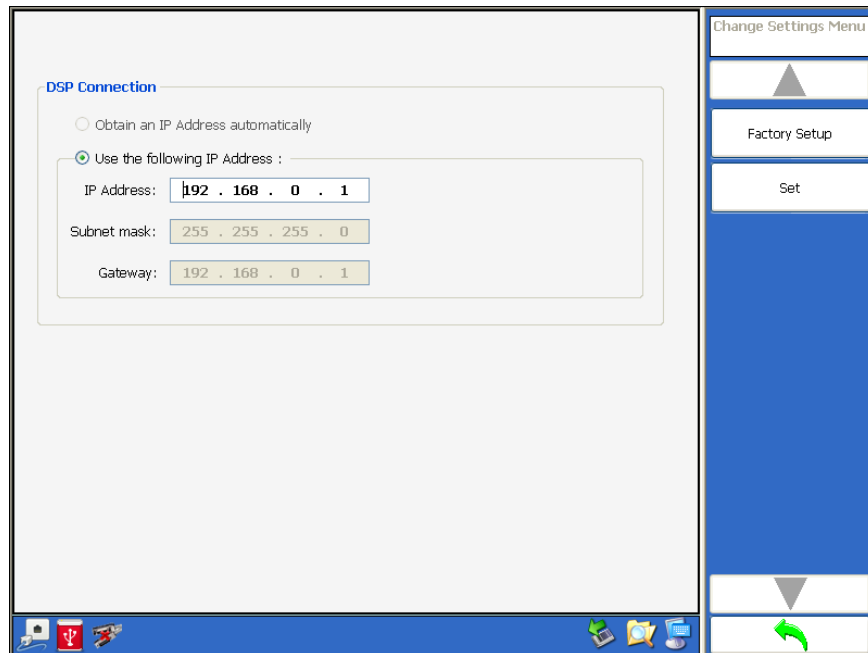 Change Settings Menu
DSP Connection
Obtain an IP Address automatically
Use the following IP Address :
IP Address: 192 . 168 . 0 . 1
Subnet mask: 255 . 255 . 255 . 0
Gateway: 192 . 168 . 0 . 1
Factory Setup
Set